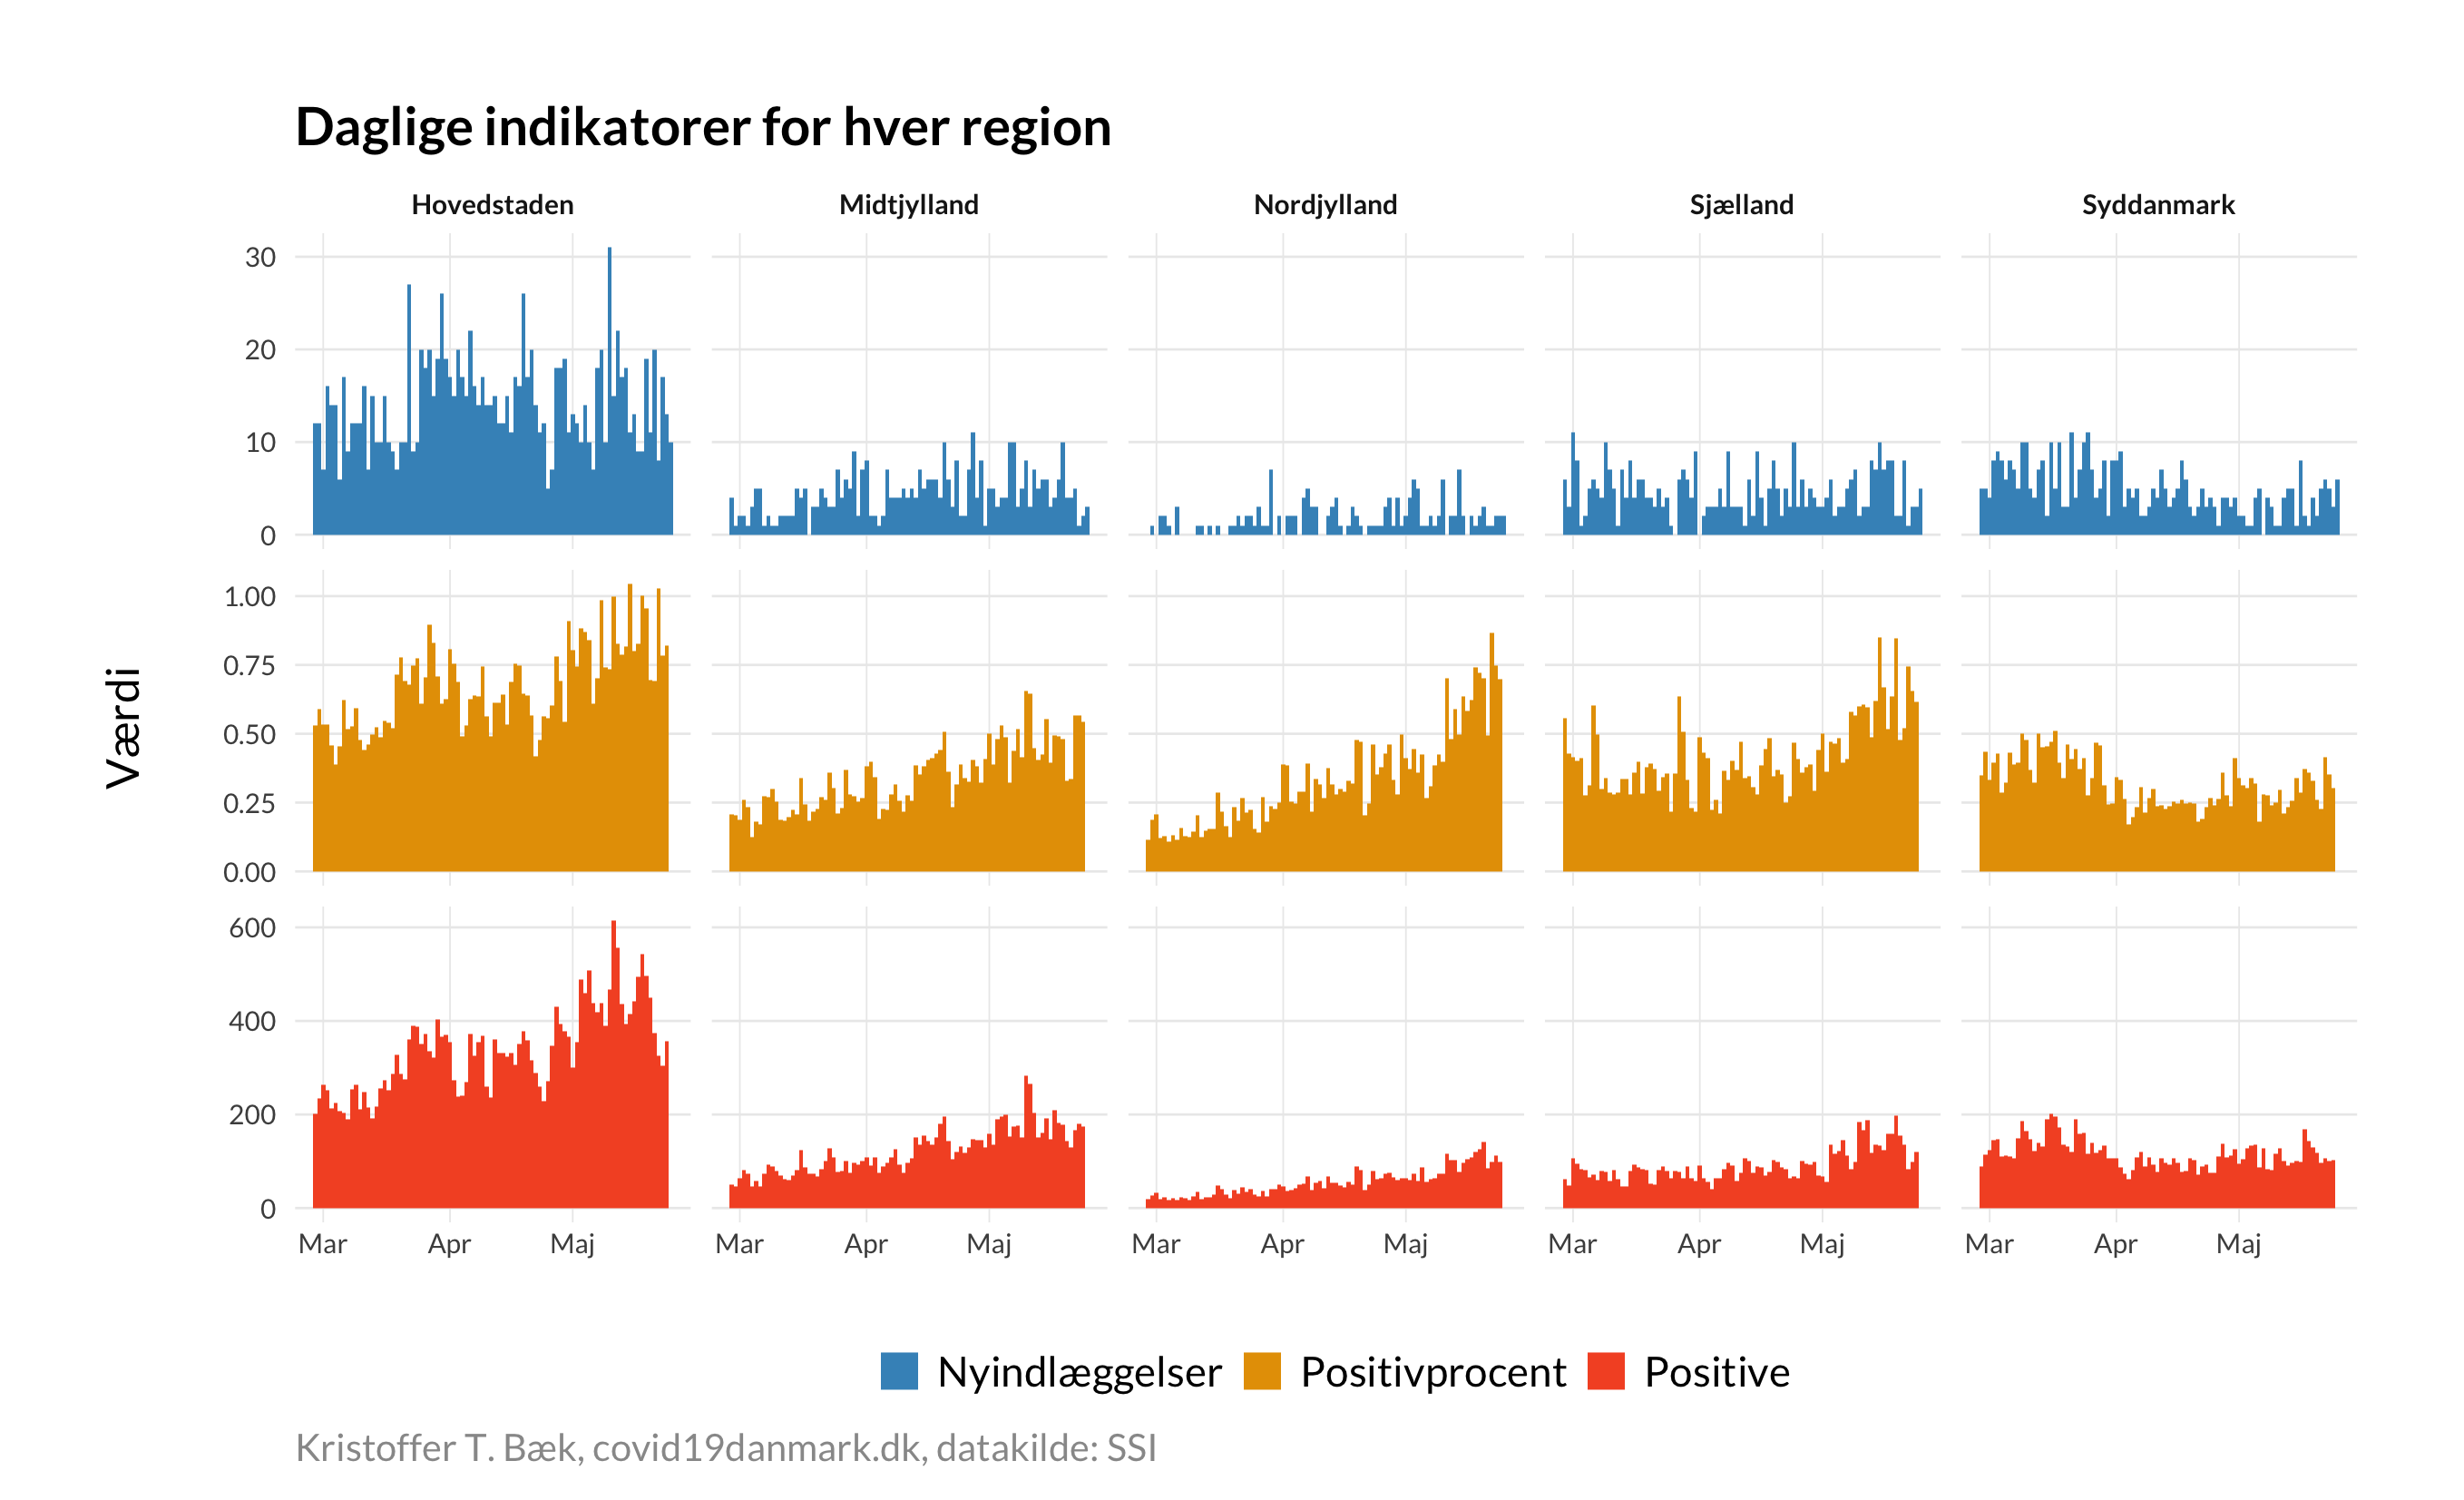 Daglige indikatorer for hver region
Hovedstaden Midtjylland Nordjylland Sjælland Syddanmark
30
20
10
0
1.00
0.75
0.50
0.25
0.00
600
400
200
0
Værdi
Mar Apr Maj Mar Apr Maj Mar Apr Maj Mar Apr Maj Mar Apr Maj
Nyindlæggelser Positivprocent Positive
Kristoffer T. Bæk, covid19danmark.dk, datakilde: SSI